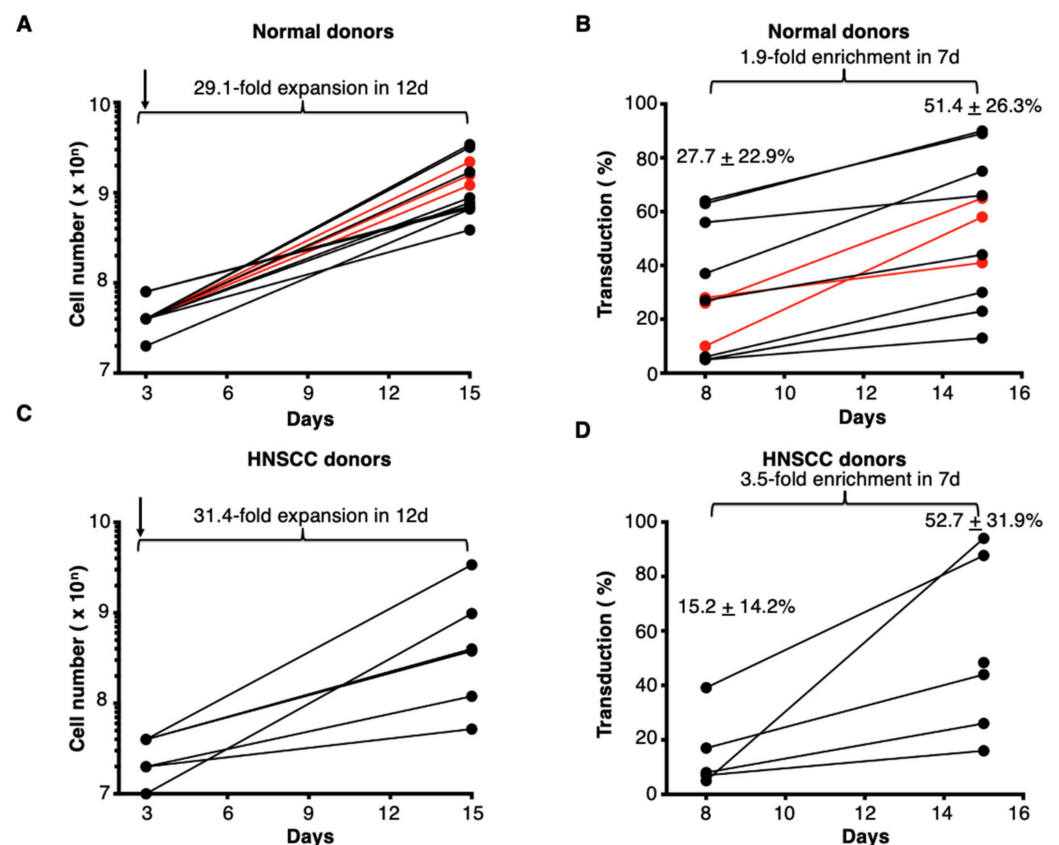 A
Normal donors
29.1-fold expansion in 12d
10
9
8
7
Cell number ( x 10ⁿ)
3
6
9
12
15
Days
B
Normal donors
1.9-fold enrichment in 7d
51.4 + 26.3%
27.7 + 22.9%
100
80
60
40
20
0
Transduction ( %)
8
10
12
14
16
Days
C
HNSCC donors
31.4-fold expansion in 12d
10
9
8
7
Cell number ( x 10ⁿ)
3
6
9
12
15
Days
D
HNSCC donors
3.5-fold enrichment in 7d
52.7 + 31.9%
15.2 + 14.2%
100
80
60
40
20
0
Transduction ( %)
8
10
12
14
16
Days